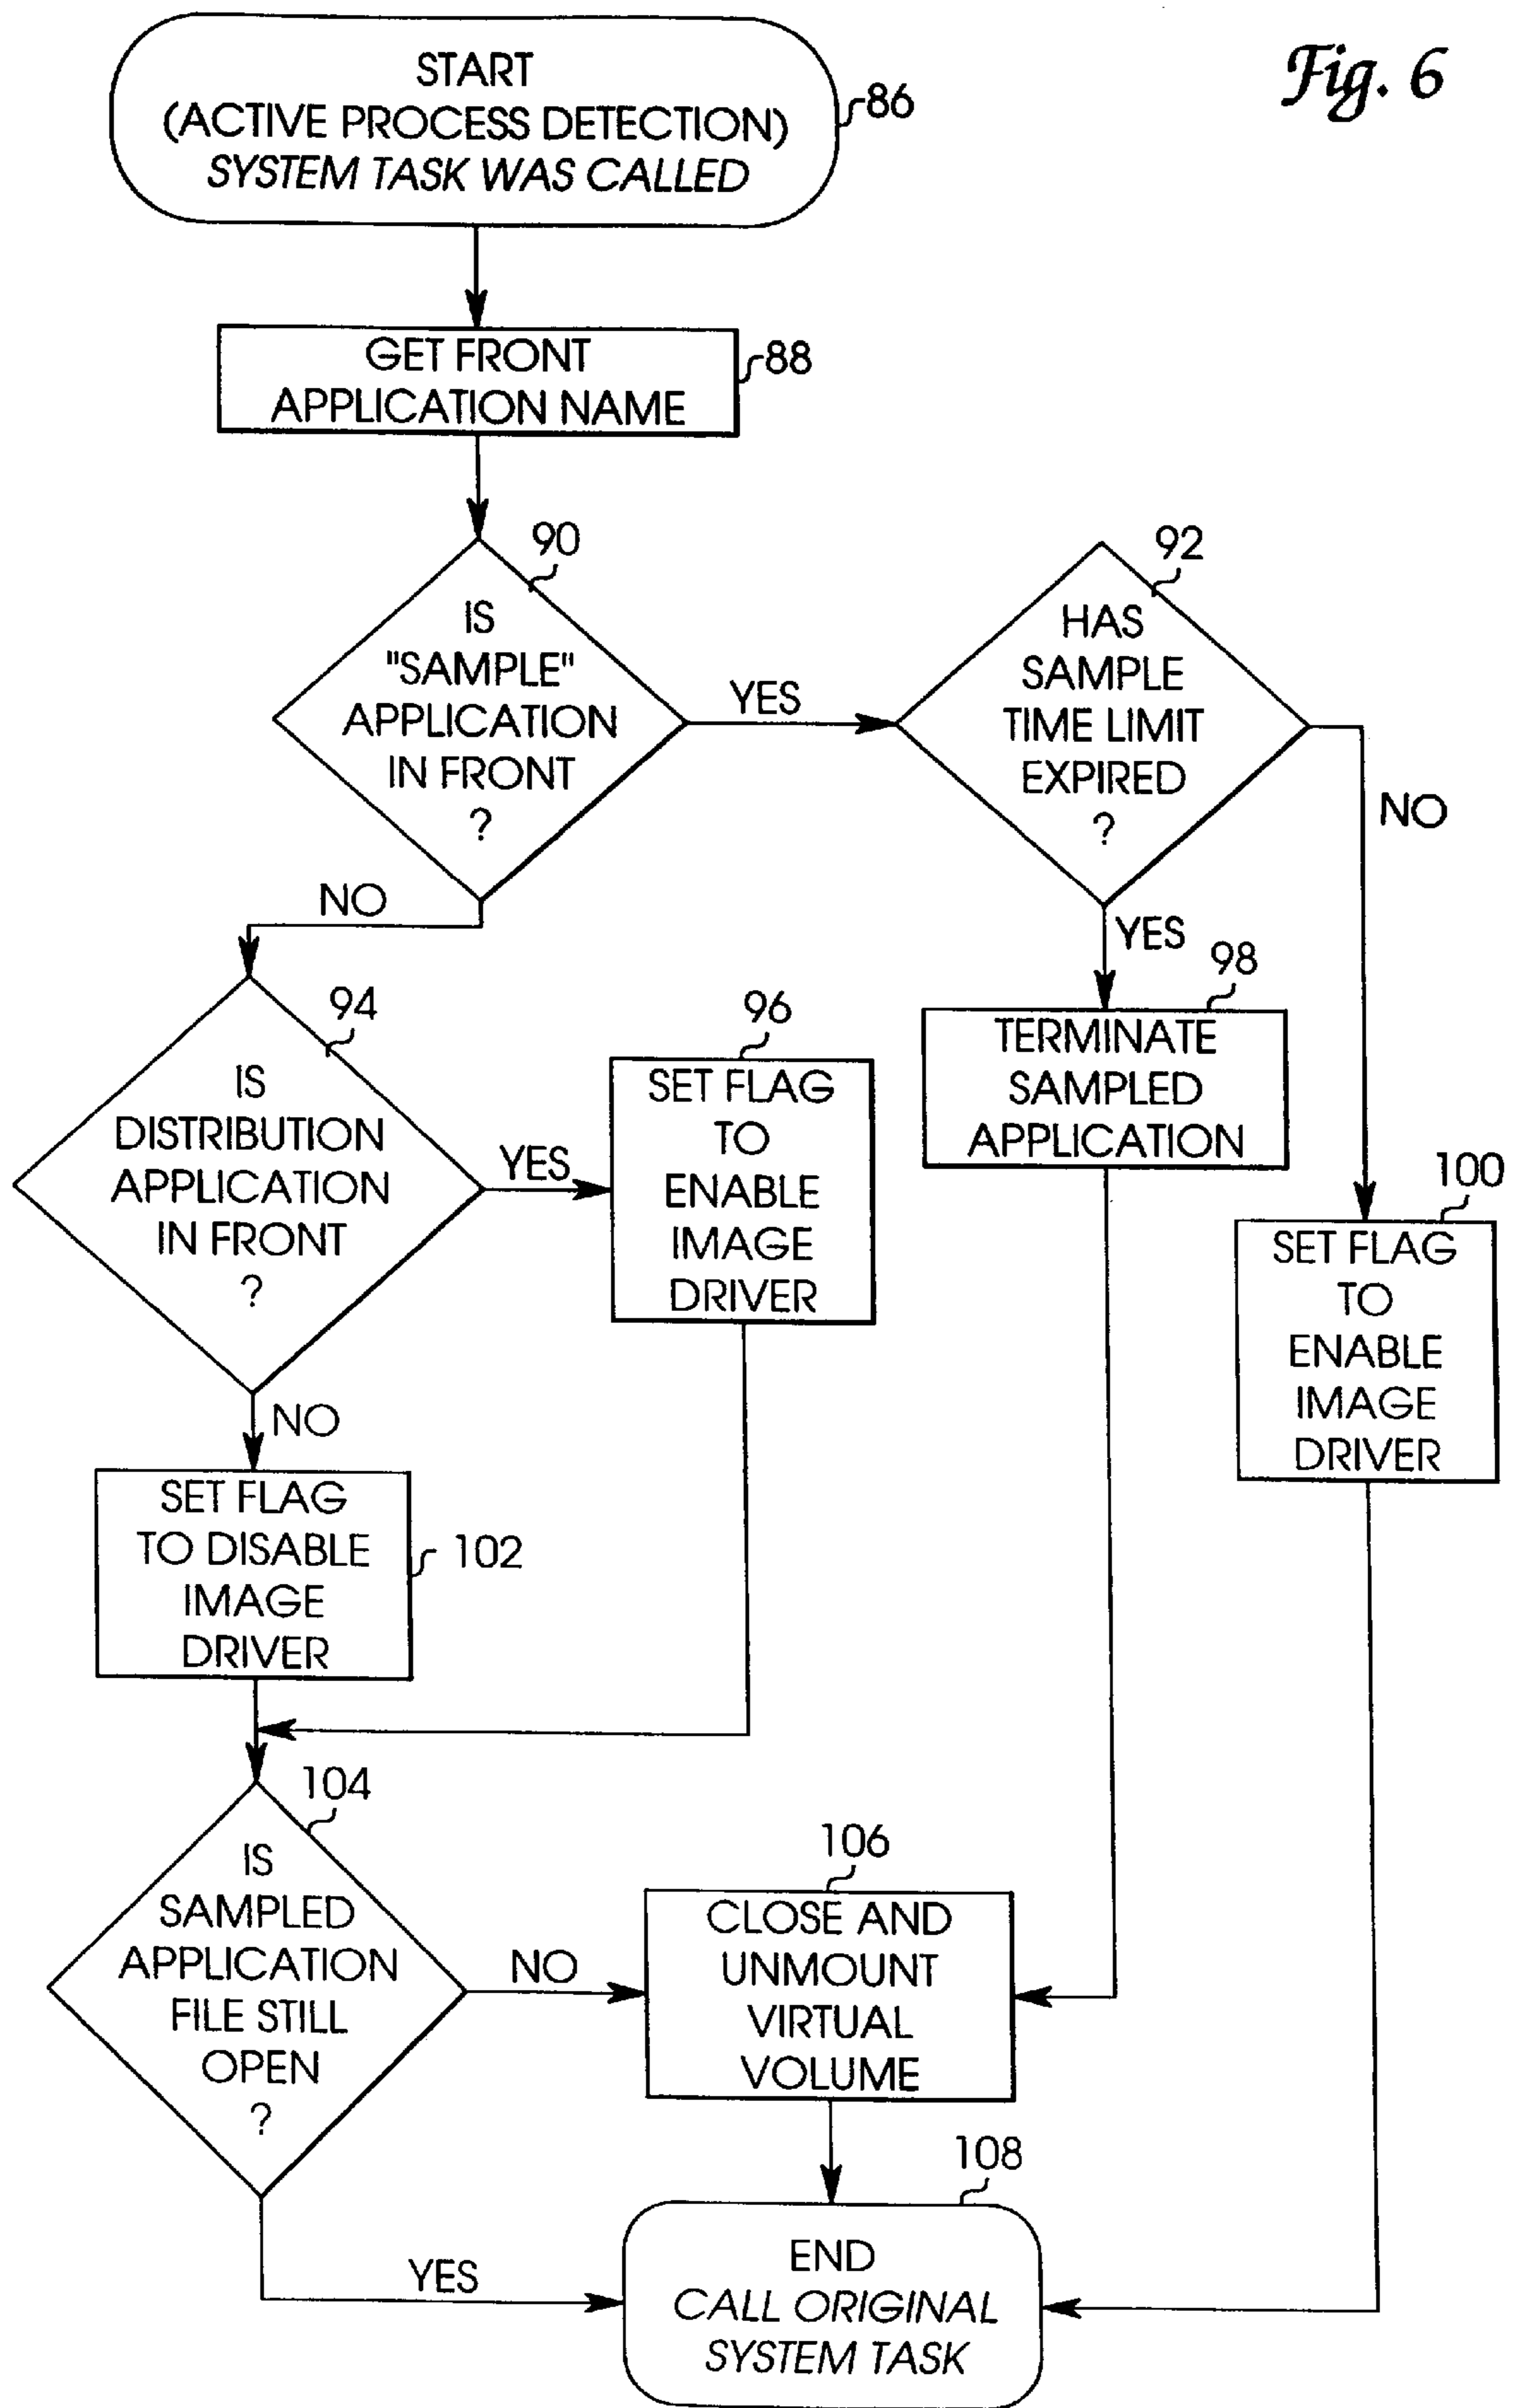 Fig. 6
START
(ACTIVE PROCESS DETECTION)
SYSTEM TASK WAS CALLED
86
GET FRONT
APPLICATION NAME
88
90
IS
"SAMPLE"
APPLICATION
IN FRONT
?
YES
NO
92
HAS
SAMPLE
TIME LIMIT
EXPIRED
?
NO
YES
94
IS
DISTRIBUTION
APPLICATION
IN FRONT
?
YES
NO
96
SET FLAG
TO
ENABLE
IMAGE
DRIVER
98
TERMINATE
SAMPLED
APPLICATION
100
SET FLAG
TO
ENABLE
IMAGE
DRIVER
SET FLAG
TO DISABLE
IMAGE
DRIVER
102
104
IS
SAMPLED
APPLICATION
FILE STILL
OPEN
?
NO
YES
106
CLOSE AND
UNMOUNT
VIRTUAL
VOLUME
108
END
CALL ORIGINAL
SYSTEM TASK